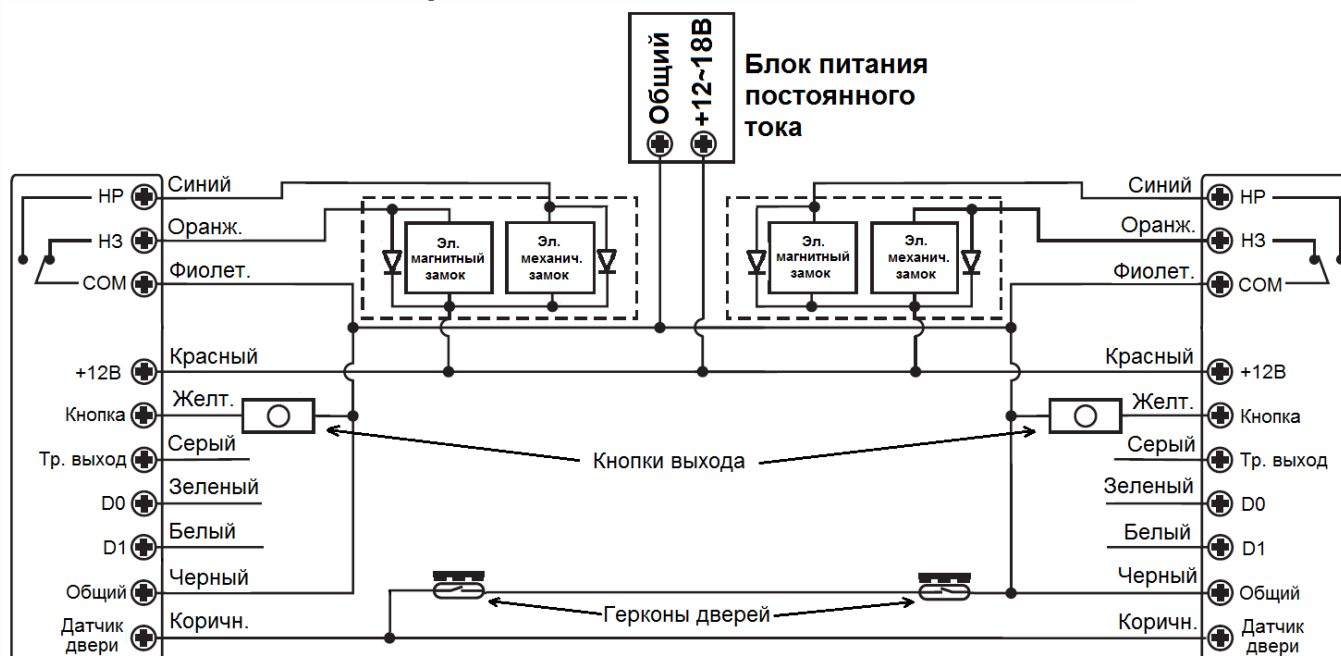 Общий
+12~18В
Блок питания
постоянного
тока
НР
Синий
НЗ
Оранж.
COM
Фиолет.
Эл.
магнитный
замок
Эл.
механич.
замок
Эл.
магнитный
замок
Эл.
механич.
замок
Синий
НР
Оранж.
НЗ
Фиолет.
COM
+12В
Красный
Красный
+12В
Кнопка
Желт.
Желт.
Кнопка
Тр. выход
Серый
Кнопки выхода
Серый
Тр. выход
D0
Зеленый
Зеленый
D0
D1
Белый
Белый
D1
Общий
Черный
Черный
Общий
Герконы дверей
Датчик
двери
Коричн.
Коричн.
Датчик
двери